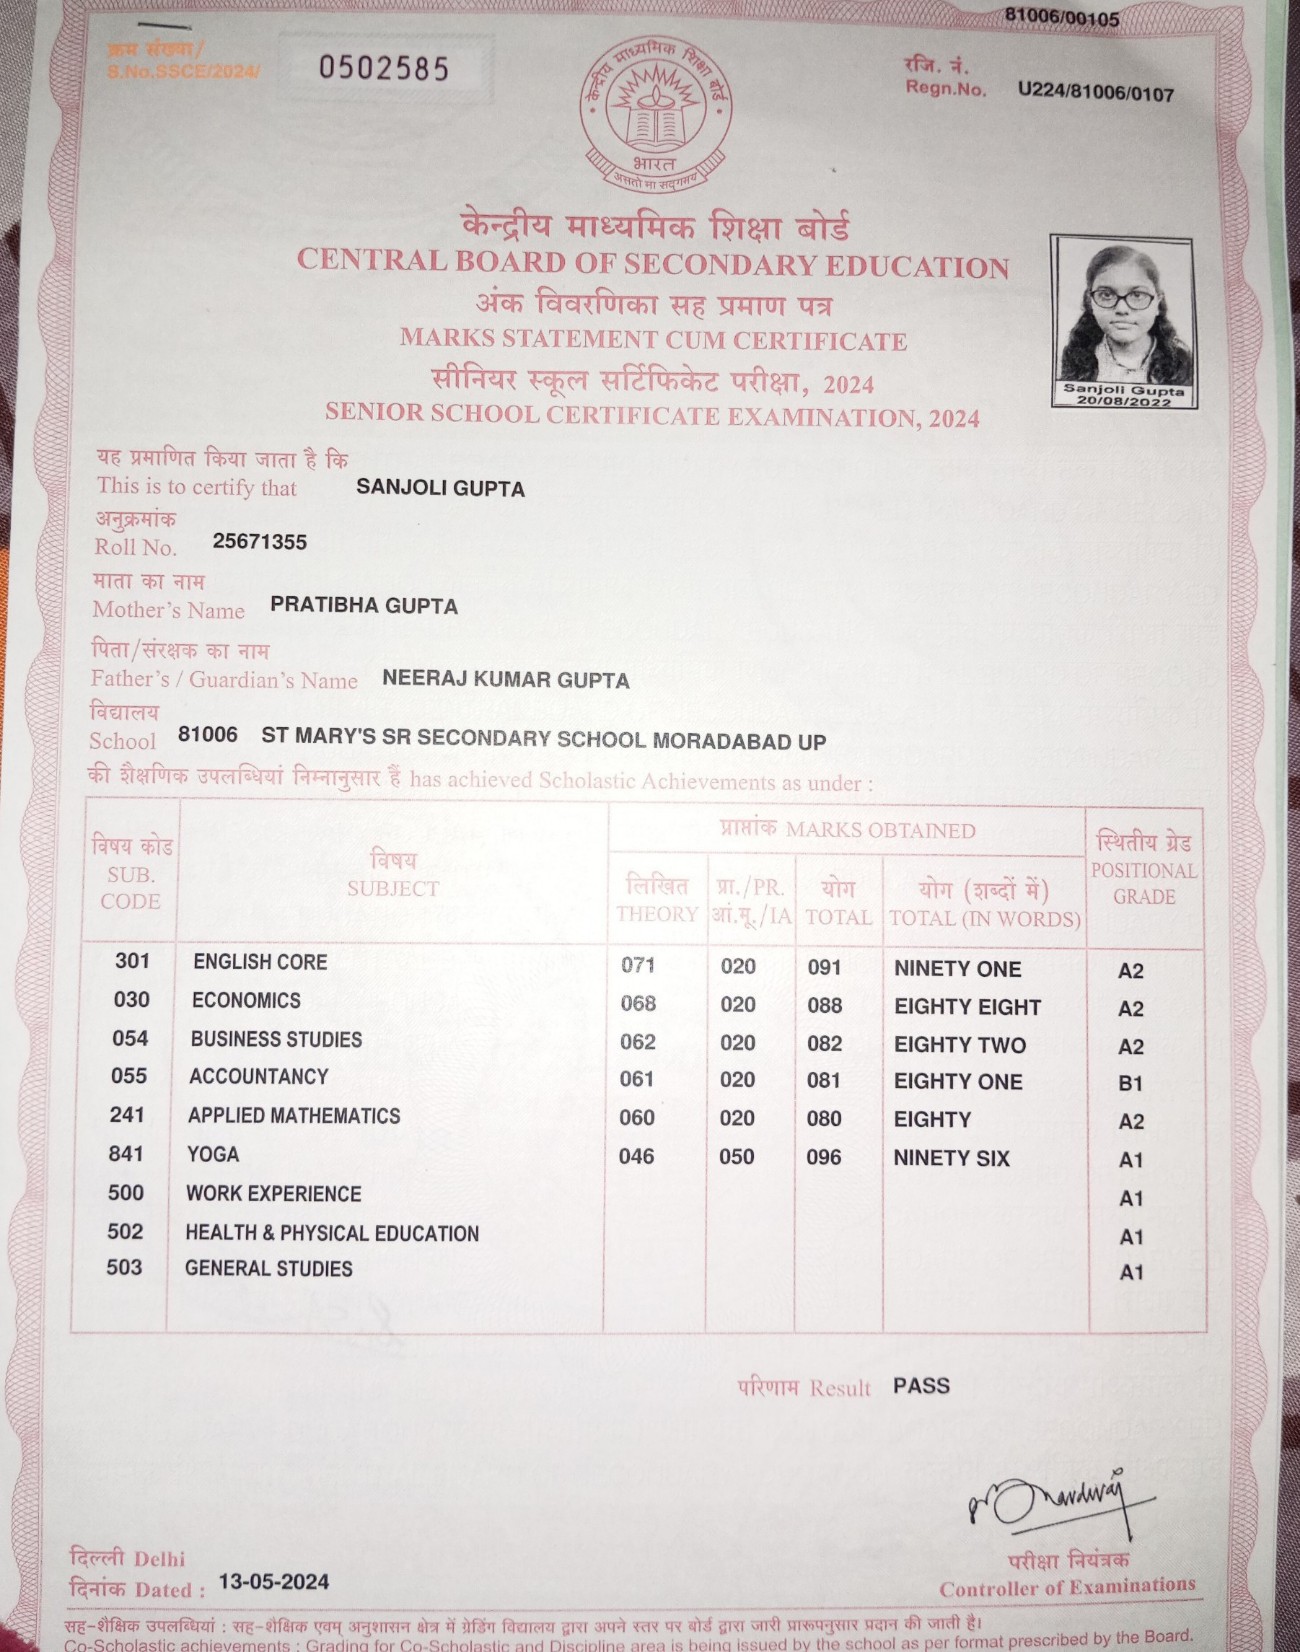 81006/00105
क्रम संख्या/
S.No.SSCE/2024/ 0502585
रजि. नं.
Regn.No. U224/81006/0107
केन्द्रीय माध्यमिक शिक्षा बोर्ड
भारत
असतो मा सद्गमय
केन्द्रीय माध्यमिक शिक्षा बोर्ड
CENTRAL BOARD OF SECONDARY EDUCATION
अंक विवरणिका सह प्रमाण पत्र
MARKS STATEMENT CUM CERTIFICATE
सीनियर स्कूल सर्टिफिकेट परीक्षा, 2024
SENIOR SCHOOL CERTIFICATE EXAMINATION, 2024
Sanjoli Gupta
20/08/2022
यह प्रमाणित किया जाता है कि
This is to certify that SANJOLI GUPTA
अनुक्रमांक
Roll No. 25671355
माता का नाम
Mother's Name PRATIBHA GUPTA
पिता/संरक्षक का नाम
Father's / Guardian's Name NEERAJ KUMAR GUPTA
विद्यालय
School 81006 ST MARY'S SR SECONDARY SCHOOL MORADABAD UP
की शैक्षणिक उपलब्धियां निम्नानुसार हैं has achieved Scholastic Achievements as under :
विषय कोड
SUB.
CODE
विषय
SUBJECT
प्राप्तांक MARKS OBTAINED
लिखित
THEORY
प्रा./PR.
आं.मू./IA
योग
TOTAL
योग (शब्दों में)
TOTAL (IN WORDS)
स्थितीय ग्रेड
POSITIONAL
GRADE
301 ENGLISH CORE 071 020 091 NINETY ONE A2
030 ECONOMICS 068 020 088 EIGHTY EIGHT A2
054 BUSINESS STUDIES 062 020 082 EIGHTY TWO A2
055 ACCOUNTANCY 061 020 081 EIGHTY ONE B1
241 APPLIED MATHEMATICS 060 020 080 EIGHTY A2
841 YOGA 046 050 096 NINETY SIX A1
500 WORK EXPERIENCE A1
502 HEALTH & PHYSICAL EDUCATION A1
503 GENERAL STUDIES A1
परिणाम Result PASS
दिल्ली Delhi
दिनांक Dated : 13-05-2024
परीक्षा नियंत्रक
Controller of Examinations
सह-शैक्षिक उपलब्धियां : सह-शैक्षिक एवम् अनुशासन क्षेत्र में ग्रेडिंग विद्यालय द्वारा अपने स्तर पर बोर्ड द्वारा जारी प्रारूपनुसार प्रदान की जाती है।
Co-Scholastic achievements : Grading for Co-Scholastic and Discipline area is being issued by the school as per format prescribed by the Board.